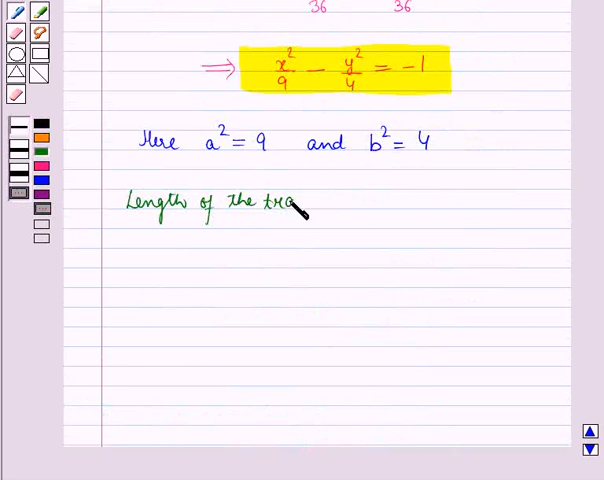 36 36
⇒ x²/9 − y²/4 = −1
Here a² = 9 and b² = 4
Length of the tra